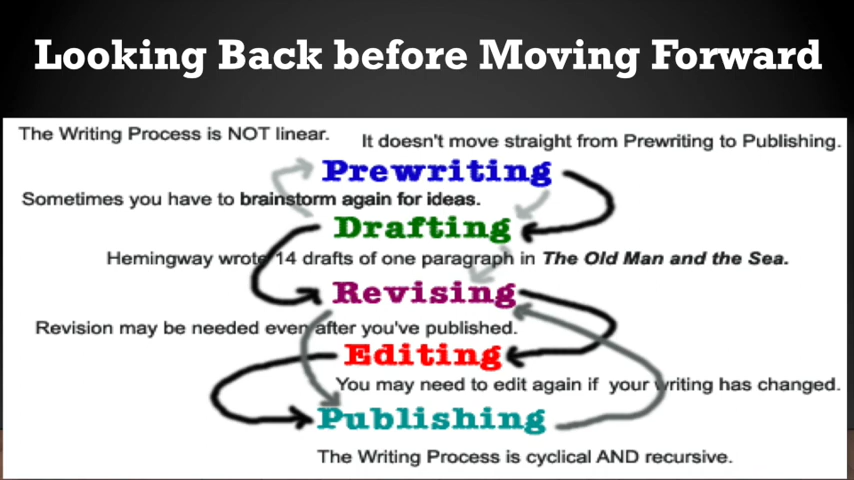 Looking Back before Moving Forward
The Writing Process is NOT linear.
It doesn't move straight from Prewriting to Publishing.
Prewriting
Sometimes you have to brainstorm again for ideas.
Drafting
Hemingway wrote 14 drafts of one paragraph in The Old Man and the Sea.
Revising
Revision may be needed even after you've published.
Editing
You may need to edit again if your writing has changed.
Publishing
The Writing Process is cyclical AND recursive.